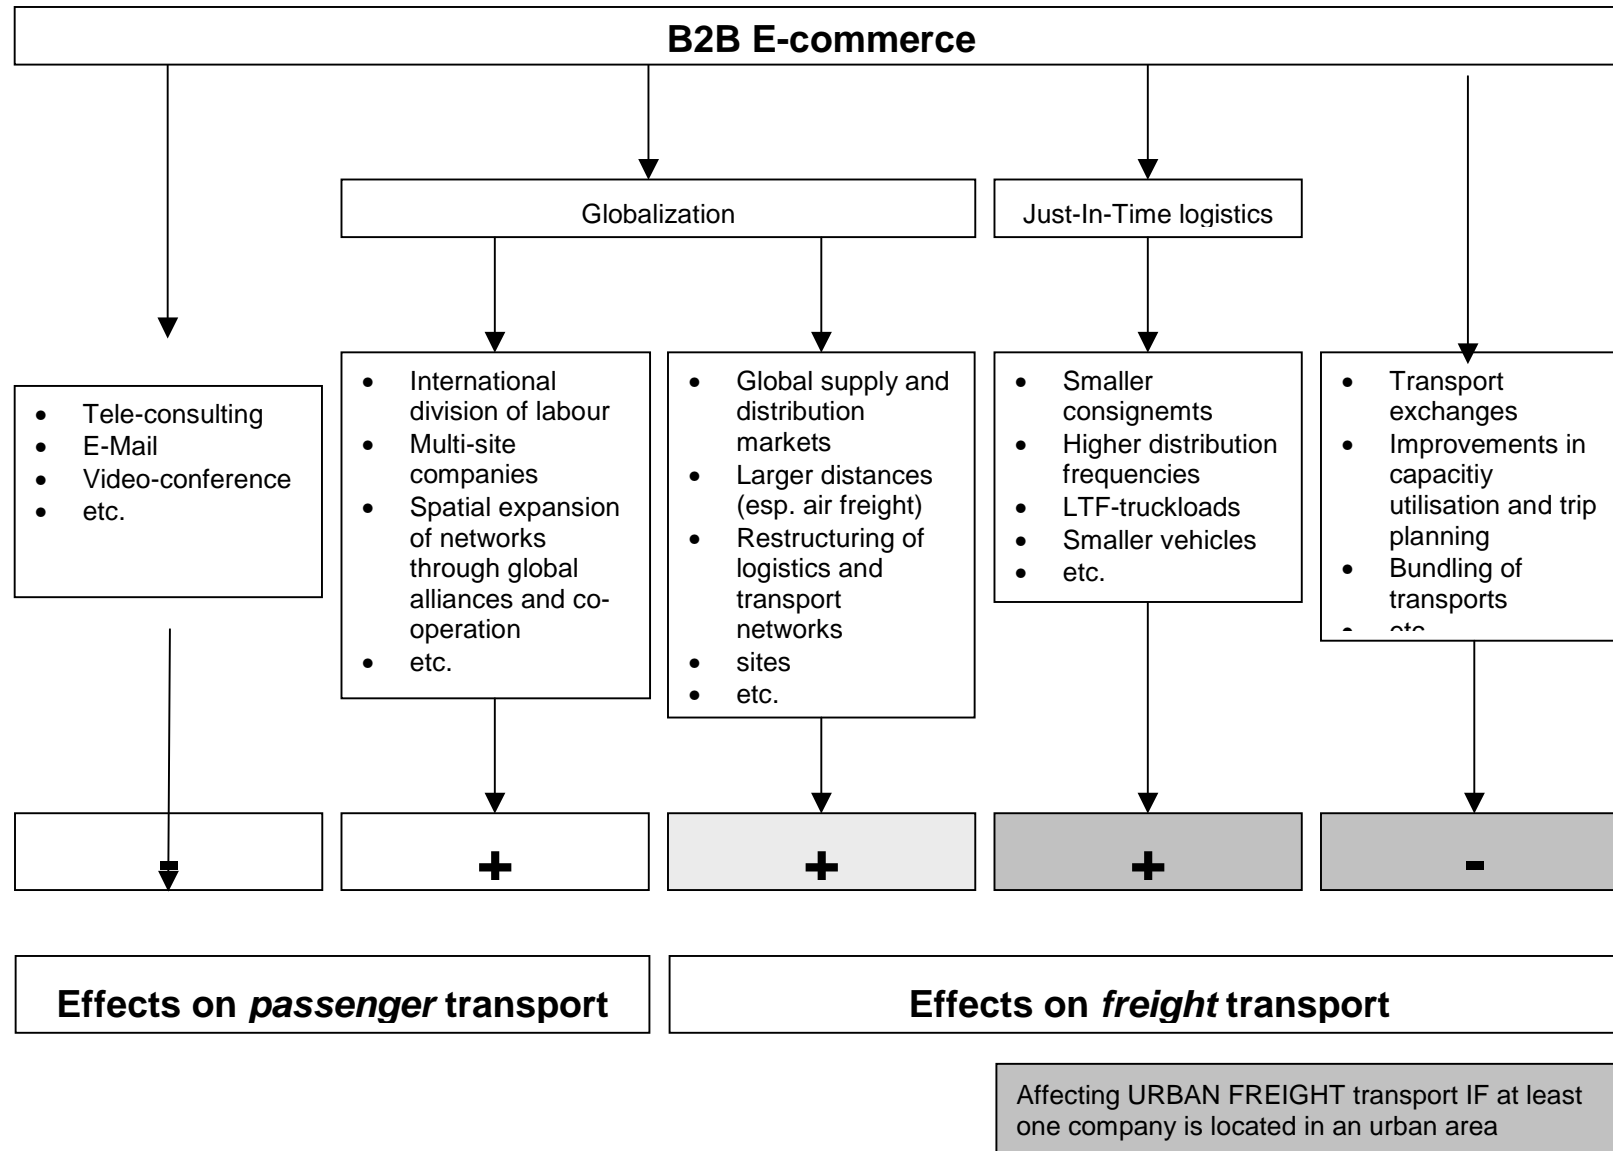 B2B E-commerce
Globalization
Just-In-Time logistics
• Tele-consulting
• E-Mail
• Video-conference
• etc.
• International
division of labour
• Multi-site
companies
• Spatial expansion
of networks
through global
alliances and co-
operation
• etc.
• Global supply and
distribution
markets
• Larger distances
(esp. air freight)
• Restructuring of
logistics and
transport
networks
• sites
• etc.
• Smaller
consignemts
• Higher distribution
frequencies
• LTF-truckloads
• Smaller vehicles
• etc.
• Transport
exchanges
• Improvements in
capacitiy
utilisation and trip
planning
• Bundling of
transports
• etc
-
+
+
+
-
Effects on passenger transport
Effects on freight transport
Affecting URBAN FREIGHT transport IF at least
one company is located in an urban area